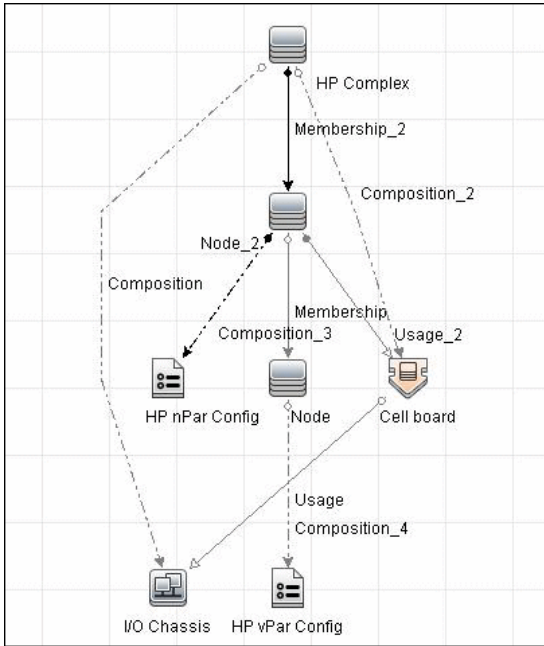 HP Complex
Membership_2
Composition_2
Node_2
Composition
Membership
Composition_3
Usage_2
HP nPar Config
Node
Cell board
Usage
Composition_4
I/O Chassis
HP vPar Config